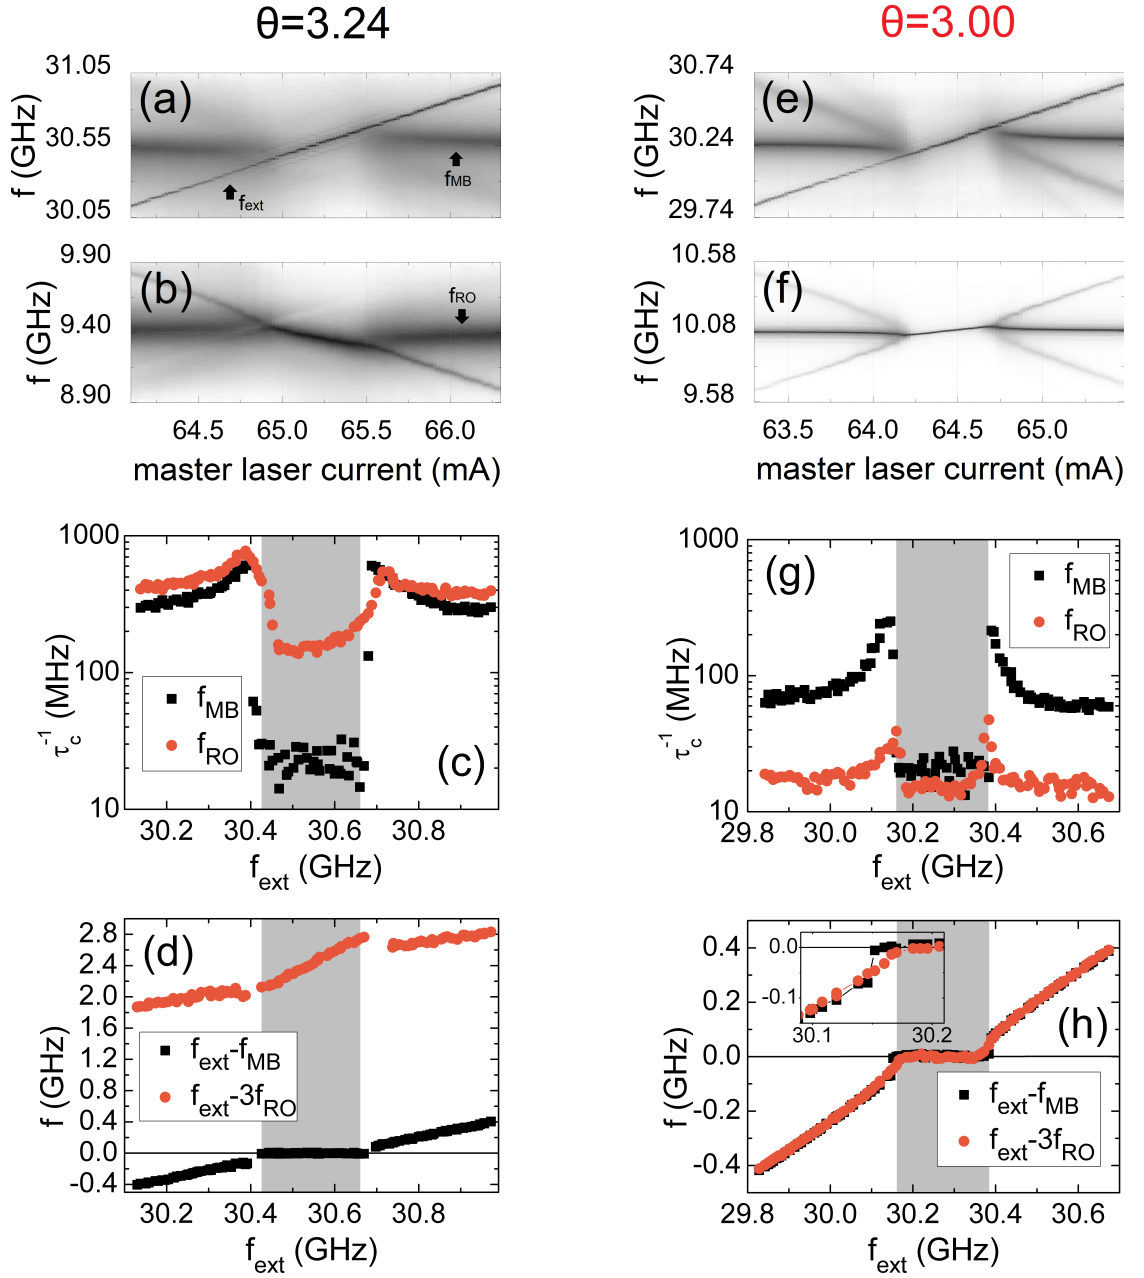 θ=3.24
31.05
30.55
30.05
f (GHz)
(a)
fext
fMB
9.90
9.40
8.90
f (GHz)
(b)
fRO
64.5 65.0 65.5 66.0
master laser current (mA)
1000
100
10
τc-1 (MHz)
fMB
fRO
(c)
30.2 30.4 30.6 30.8
fext (GHz)
2.8
2.4
2.0
1.6
1.2
0.8
0.4
0.0
-0.4
f (GHz)
(d)
fext-fMB
fext-3fRO
30.2 30.4 30.6 30.8
fext (GHz)
θ=3.00
30.74
30.24
29.74
f (GHz)
(e)
10.58
10.08
9.58
f (GHz)
(f)
63.5 64.0 64.5 65.0
master laser current (mA)
1000
100
10
τc-1 (MHz)
(g)
fMB
fRO
29.8 30.0 30.2 30.4 30.6
fext (GHz)
0.4
0.2
0.0
-0.2
-0.4
f (GHz)
0.0
-0.1
30.1 30.2
(h)
fext-fMB
fext-3fRO
29.8 30.0 30.2 30.4 30.6
fext (GHz)